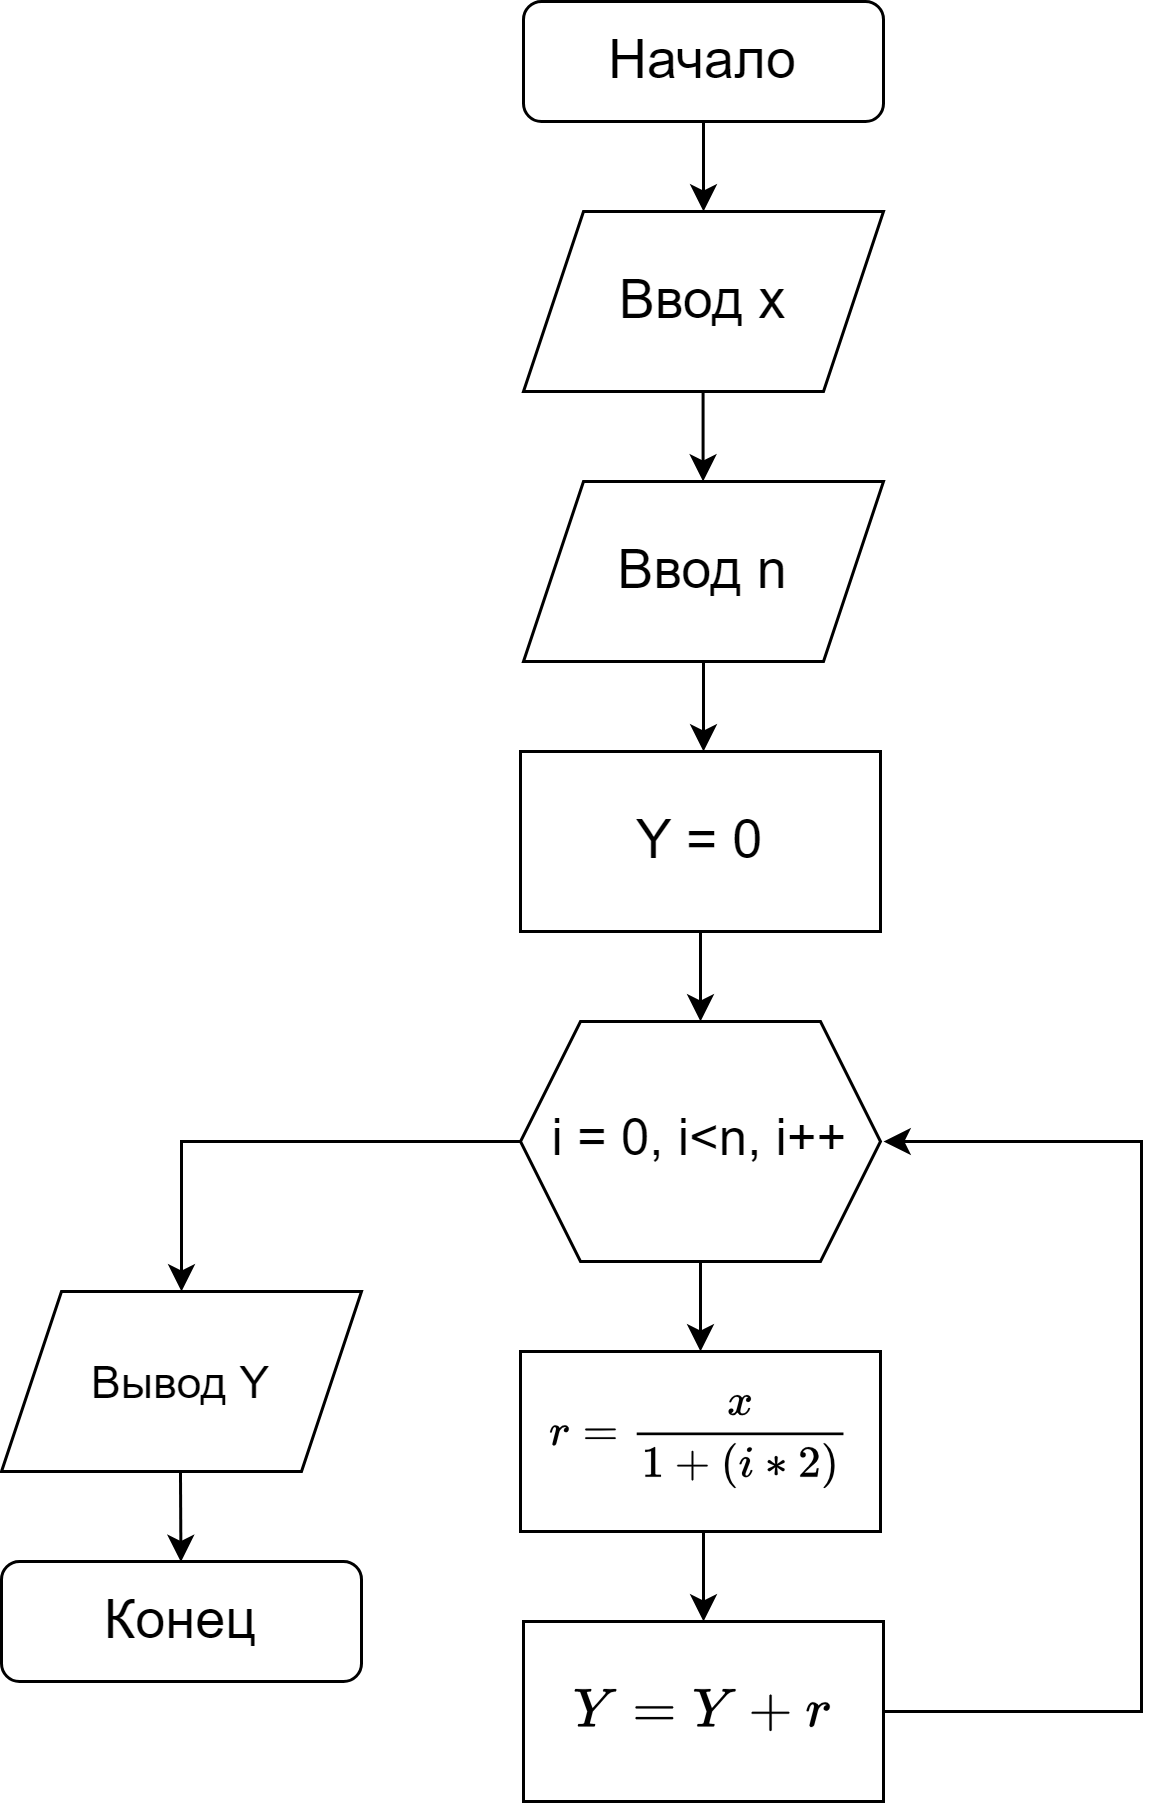 Начало
Ввод x
Ввод n
Y = 0
i = 0, i<n, i++
r = x / 1 + (i * 2)
Y = Y + r
Вывод Y
Конец